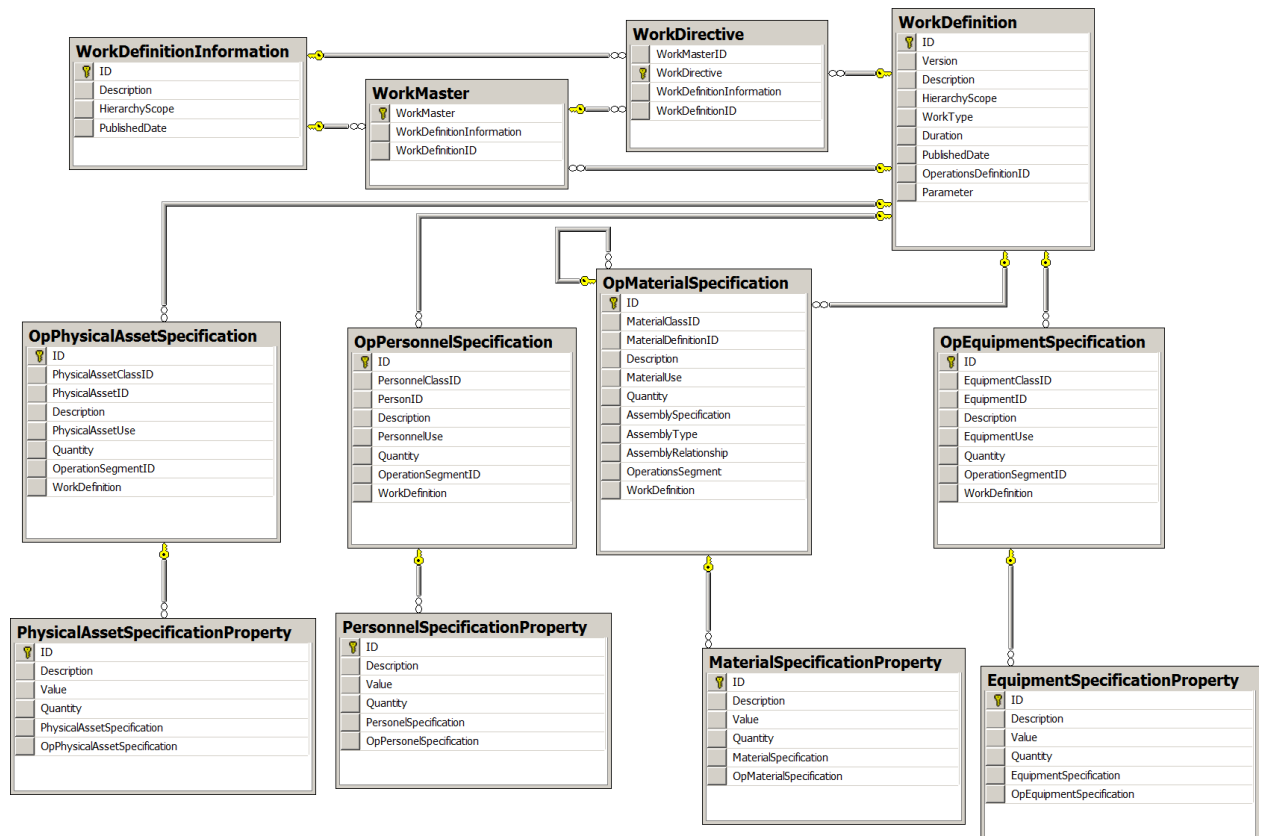 WorkDefinitionInformation
ID
Description
HierarchyScope
PublishedDate
WorkMaster
WorkMaster
WorkDefinitionInformation
WorkDefinitionID
WorkDirective
WorkMasterID
WorkDirective
WorkDefinitionInformation
WorkDefinitionID
WorkDefinition
ID
Version
Description
HierarchyScope
WorkType
Duration
PublishedDate
OperationsDefinitionID
Parameter
OpPhysicalAssetSpecification
ID
PhysicalAssetClassID
PhysicalAssetID
Description
PhysicalAssetUse
Quantity
OperationSegmentID
WorkDefinition
OpPersonnelSpecification
ID
PersonnelClassID
PersonID
Description
PersonnelUse
Quantity
OperationSegmentID
WorkDefinition
OpMaterialSpecification
ID
MaterialClassID
MaterialDefinitionID
Description
MaterialUse
Quantity
AssemblySpecification
AssemblyType
AssemblyRelationship
OperationsSegment
WorkDefinition
OpEquipmentSpecification
ID
EquipmentClassID
EquipmentID
Description
EquipmentUse
Quantity
OperationSegmentID
WorkDefinition
PhysicalAssetSpecificationProperty
ID
Description
Value
Quantity
PhysicalAssetSpecification
OpPhysicalAssetSpecification
PersonnelSpecificationProperty
ID
Description
Value
Quantity
PersonelSpecification
OpPersonelSpecification
MaterialSpecificationProperty
ID
Description
Value
Quantity
MaterialSpecification
OpMaterialSpecification
EquipmentSpecificationProperty
ID
Description
Value
Quantity
EquipmentSpecification
OpEquipmentSpecification